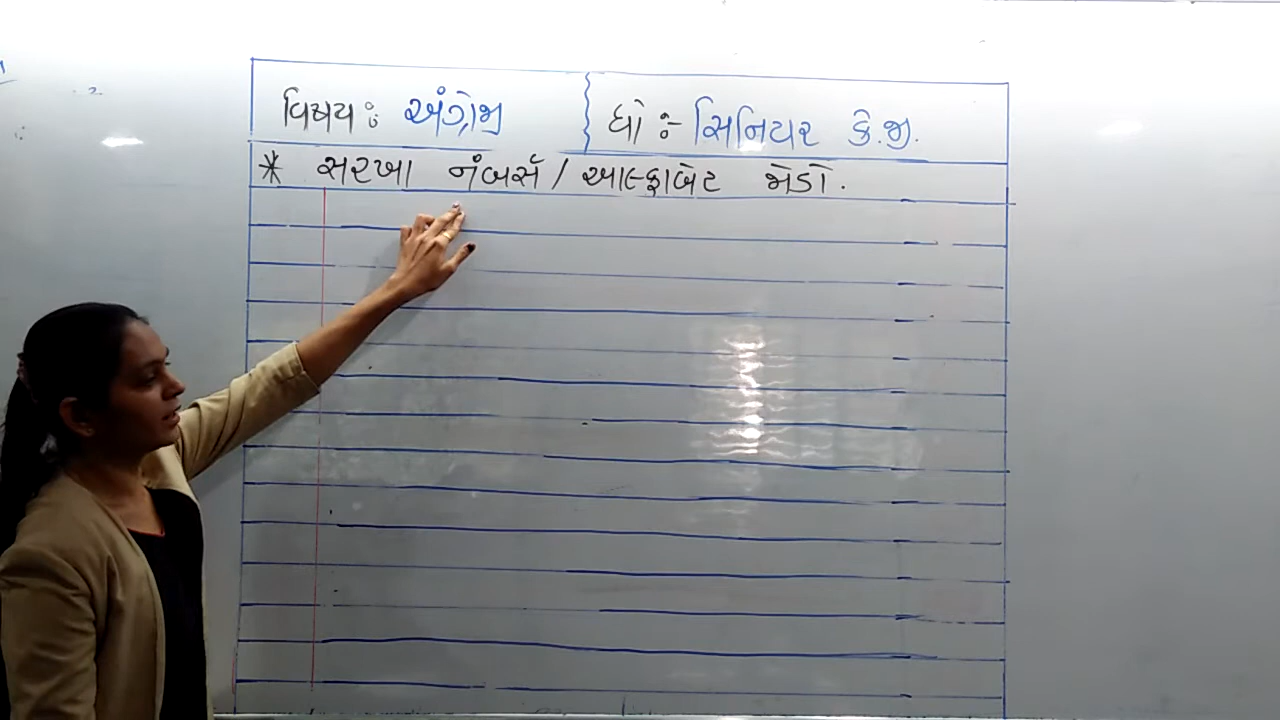 વિષય : અંગ્રેજી ધો :- સિનિયર કે.જી.
* સરખા નંબર્સ / આલ્ફાબેટ જોડો.